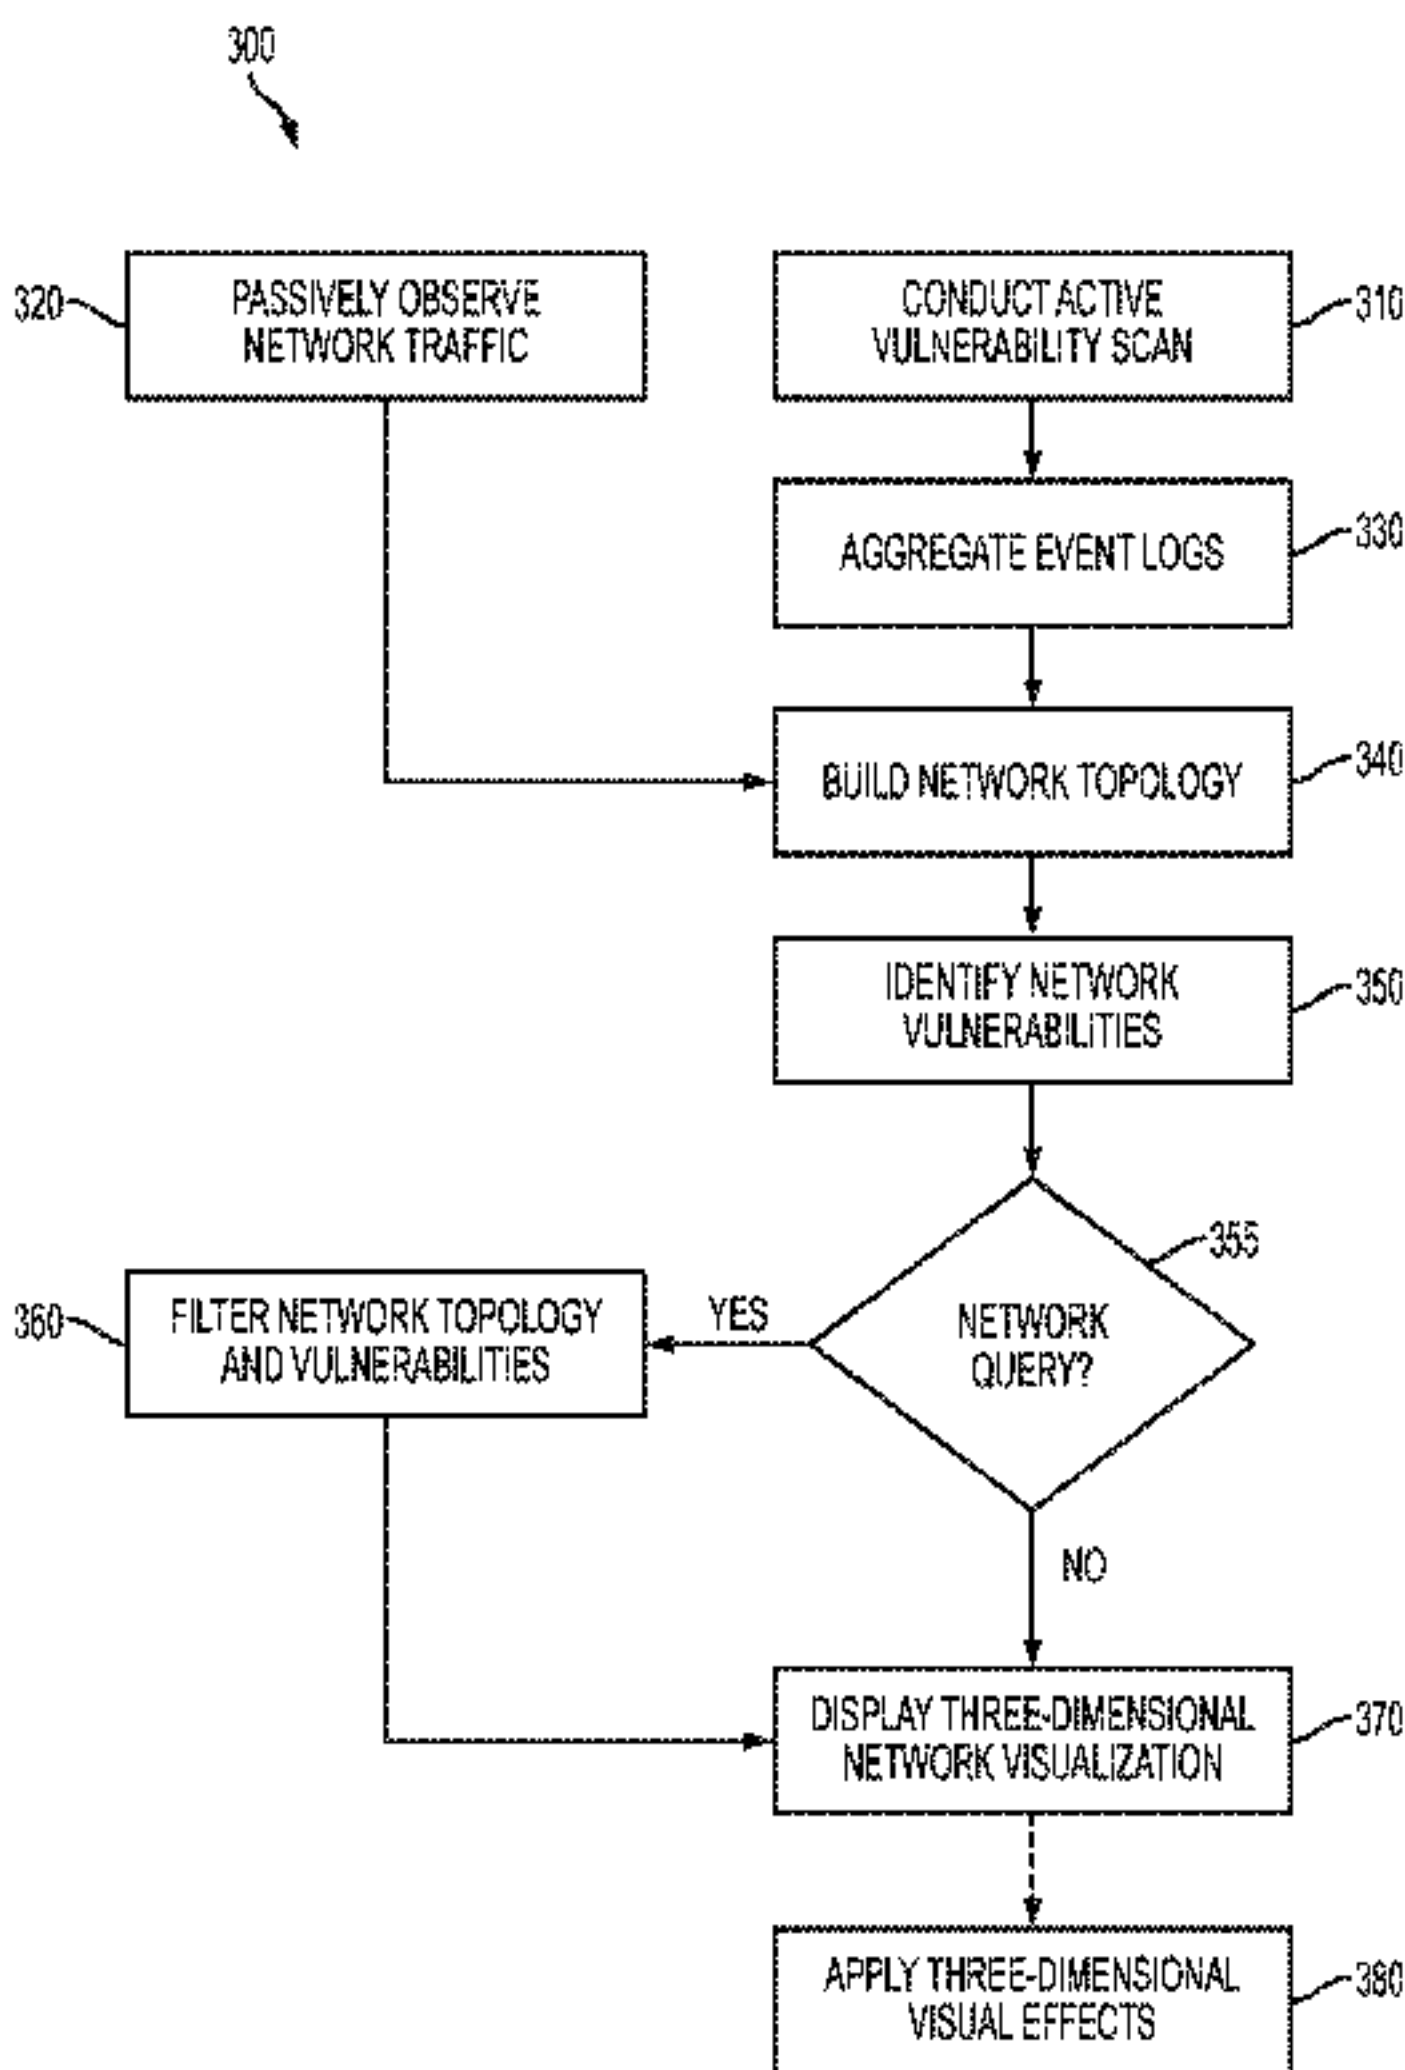 300
320
PASSIVELY OBSERVE
NETWORK TRAFFIC
CONDUCT ACTIVE
VULNERABILITY SCAN
310
AGGREGATE EVENT LOGS
330
BUILD NETWORK TOPOLOGY
340
IDENTIFY NETWORK
VULNERABILITIES
350
355
360
FILTER NETWORK TOPOLOGY
AND VULNERABILITIES
YES
NETWORK
QUERY?
NO
DISPLAY THREE-DIMENSIONAL
NETWORK VISUALIZATION
370
APPLY THREE-DIMENSIONAL
VISUAL EFFECTS
380